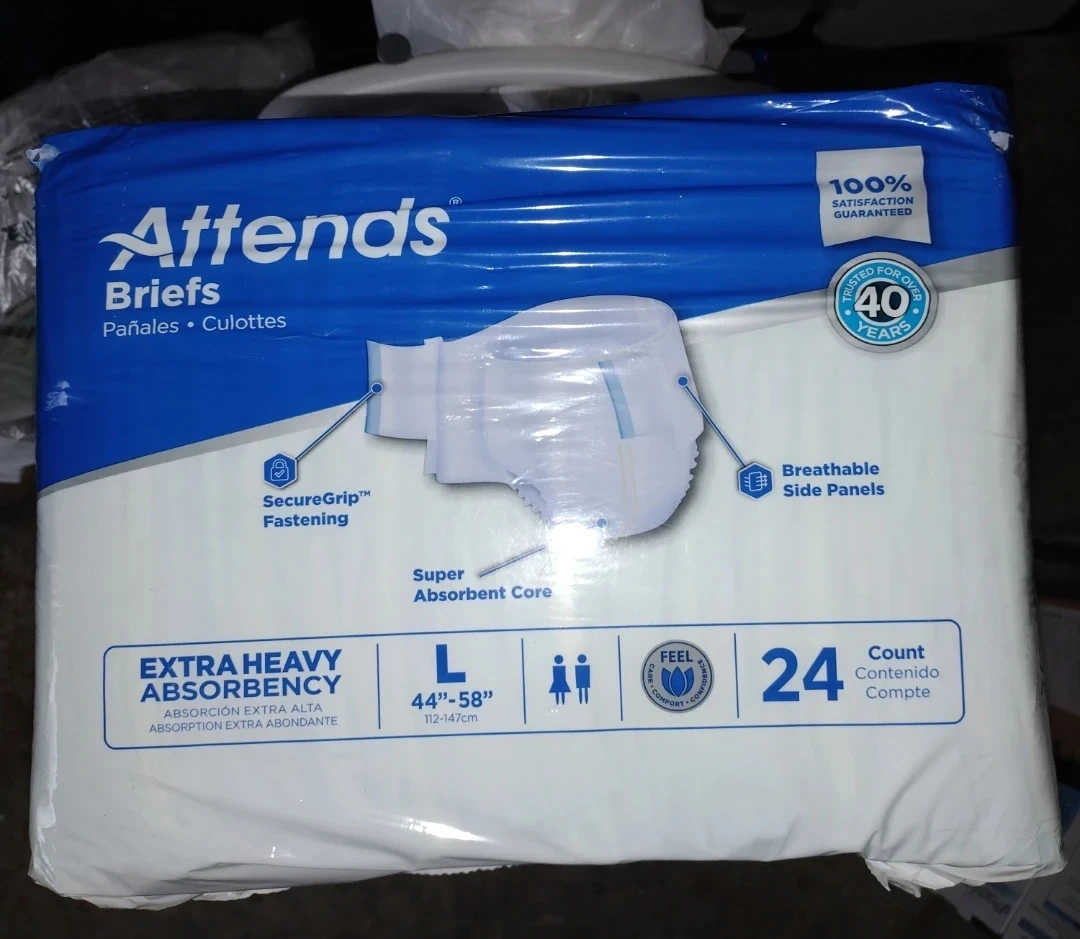 Attends®
Briefs
Pañales • Culottes
100%
SATISFACTION
GUARANTEED
TRUSTED FOR OVER
40
YEARS
SecureGrip™
Fastening
Breathable
Side Panels
Super
Absorbent Core
EXTRA HEAVY
ABSORBENCY
ABSORCIÓN EXTRA ALTA
ABSORPTION EXTRA ABONDANTE
L
44”-58”
112-147cm
FEEL
CARE • COMFORT • CONFIDENCE
24
Count
Contenido
Compte